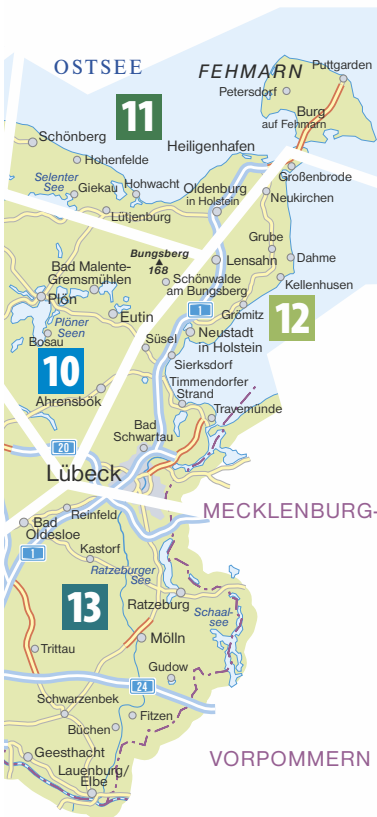 OSTSEE
FEHMARN
Puttgarden
Petersdorf
11
Burg
auf Fehmarn
Schönberg
Heiligenhafen
Hohenfelde
Großenbrode
Selenter
See
Giekau
Hohwacht
Oldenburg
in Holstein
Neukirchen
Lütjenburg
Grube
Bungsberg
168
Lensahn
Dahme
Bad Malente-
Gremsmühlen
Schönwalde
am Bungsberg
Kellenhusen
Plön
1
Grömitz
12
Eutin
Plöner
Seen
Neustadt
in Holstein
Bosau
Süsel
10
Sierksdorf
Timmendorfer
Strand
Ahrensbök
Travemünde
Bad
Schwartau
20
Lübeck
Reinfeld
MECKLENBURG-
Bad
Oldesloe
1
Kastorf
Ratzeburger
See
13
Ratzeburg
Schaal-
see
Mölln
Trittau
Gudow
24
Schwarzenbek
Fitzen
Büchen
Geesthacht
VORPOMMERN
Lauenburg/
Elbe